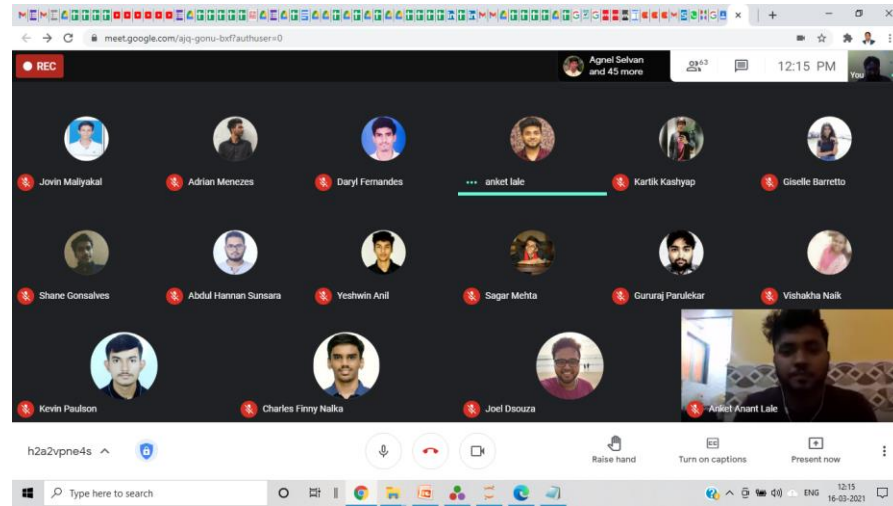 meet.google.com/ajq-gonu-bxf?authuser=0
REC
Agnel Selvan
and 45 more
63
12:15 PM
You
Jovin Maliyakal
Adrian Menezes
Daryl Fernandes
anket lale
Kartik Kashyap
Giselle Barretto
Shane Gonsalves
Abdul Hannan Sunsara
Yeshwin Anil
Sagar Mehta
Gururaj Parulekar
Vishakha Naik
Kevin Paulson
Charles Finny Nalka
Joel Dsouza
Anket Anant Lale
h2a2vpne4s
Raise hand
Turn on captions
Present now
Type here to search
ENG
12:15
16-03-2021